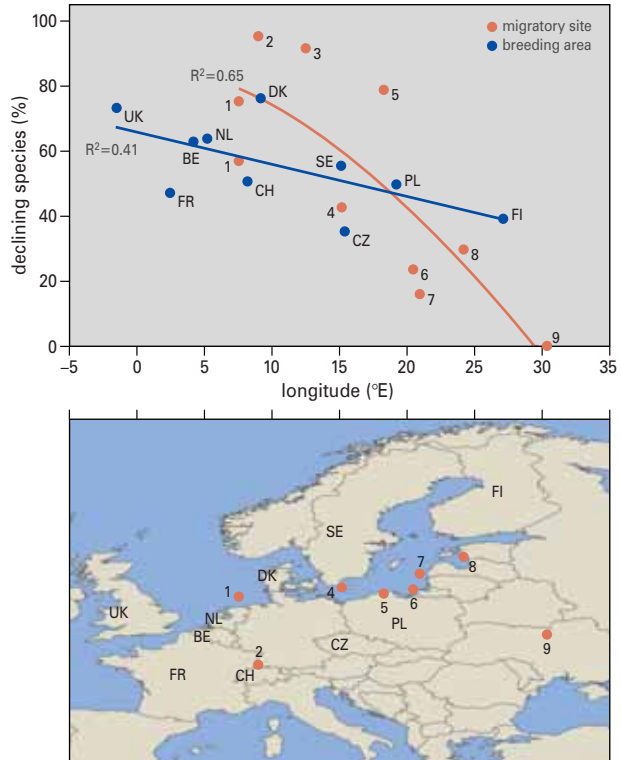 100
80
60
40
20
0
declining species (%)
migratory site
breeding area
R²=0.65
R²=0.41
UK
BE
NL
FR
1
1
2
DK
CH
3
SE
4
CZ
5
PL
6
7
8
FI
9
–5
0
5
10
15
20
25
30
35
longitude (°E)
FI
SE
DK
7
8
1
4
5
6
UK
NL
BE
PL
9
CZ
2
FR
CH